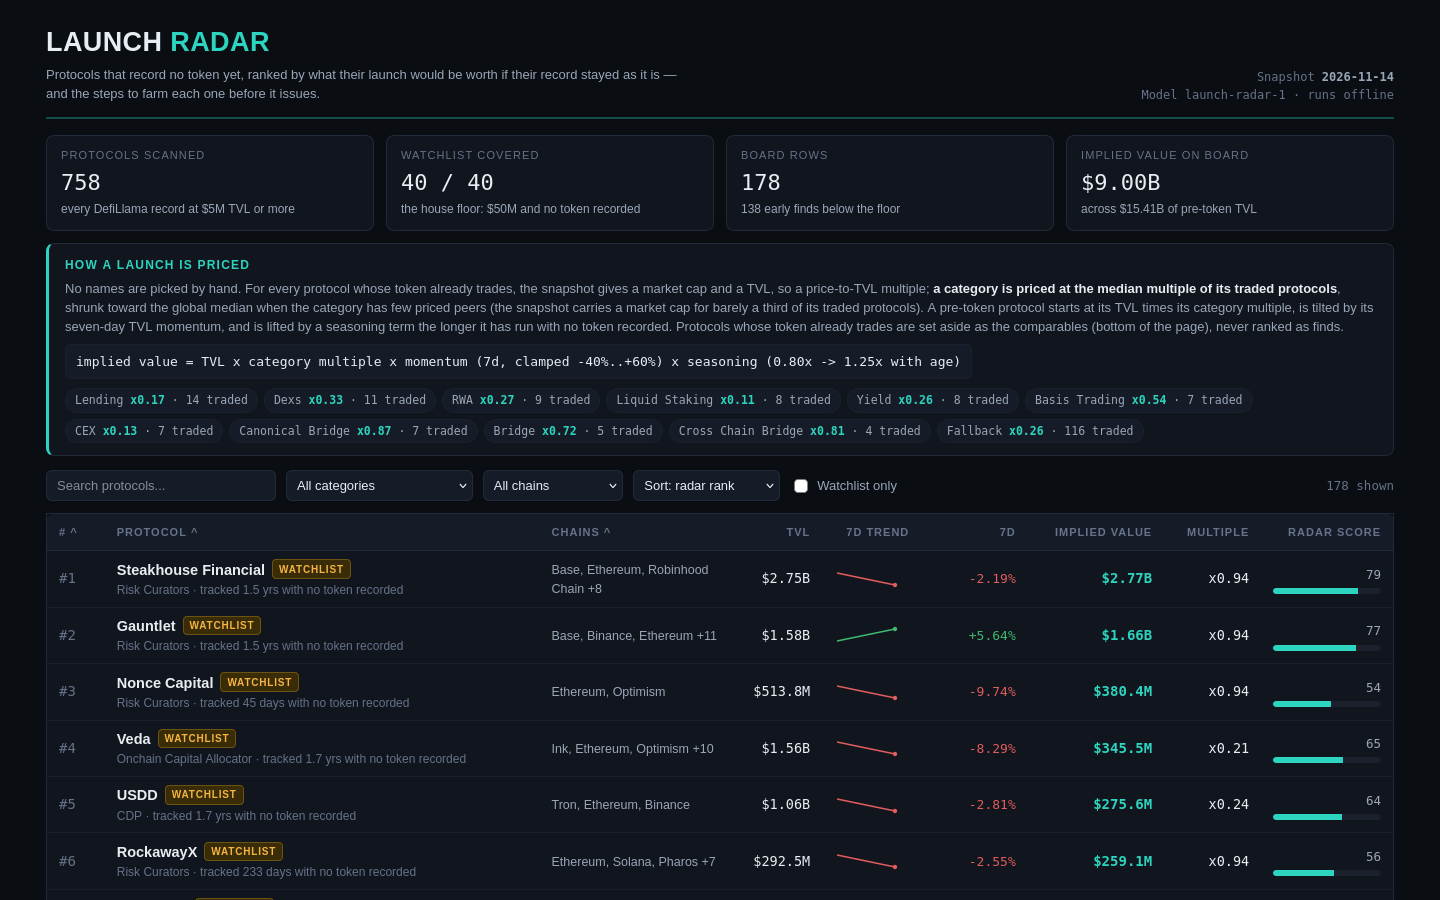 LAUNCH RADAR
Protocols that record no token yet, ranked by what their launch would be worth if their record stayed as it is —
and the steps to farm each one before it issues.
Snapshot 2026-11-14
Model launch-radar-1 · runs offline
PROTOCOLS SCANNED
758
every DefiLlama record at $5M TVL or more
WATCHLIST COVERED
40 / 40
the house floor: $50M and no token recorded
BOARD ROWS
178
138 early finds below the floor
IMPLIED VALUE ON BOARD
$9.00B
across $15.41B of pre-token TVL
HOW A LAUNCH IS PRICED
No names are picked by hand. For every protocol whose token already trades, the snapshot gives a market cap and a TVL, so a price-to-TVL multiple; a category is priced at the median multiple of its traded protocols,
shrunk toward the global median when the category has few priced peers (the snapshot carries a market cap for barely a third of its traded protocols). A pre-token protocol starts at its TVL times its category multiple, is tilted by its
seven-day TVL momentum, and is lifted by a seasoning term the longer it has run with no token recorded. Protocols whose token already trades are set aside as the comparables (bottom of the page), never ranked as finds.
implied value = TVL x category multiple x momentum (7d, clamped -40%..+60%) x seasoning (0.80x -> 1.25x with age)
Lending x0.17 · 14 traded
Dexs x0.33 · 11 traded
RWA x0.27 · 9 traded
Liquid Staking x0.11 · 8 traded
Yield x0.26 · 8 traded
Basis Trading x0.54 · 7 traded
CEX x0.13 · 7 traded
Canonical Bridge x0.87 · 7 traded
Bridge x0.72 · 5 traded
Cross Chain Bridge x0.81 · 4 traded
Fallback x0.26 · 116 traded
Search protocols...
All categories
All chains
Sort: radar rank
Watchlist only
178 shown
# ^ PROTOCOL ^ CHAINS ^ TVL 7D TREND 7D IMPLIED VALUE MULTIPLE RADAR SCORE
#1 Steakhouse Financial WATCHLIST
Risk Curators · tracked 1.5 yrs with no token recorded
Base, Ethereum, Robinhood
Chain +8
$2.75B -2.19% $2.77B x0.94 79
#2 Gauntlet WATCHLIST
Risk Curators · tracked 1.5 yrs with no token recorded
Base, Binance, Ethereum +11 $1.58B +5.64% $1.66B x0.94 77
#3 Nonce Capital WATCHLIST
Risk Curators · tracked 45 days with no token recorded
Ethereum, Optimism $513.8M -9.74% $380.4M x0.94 54
#4 Veda WATCHLIST
Onchain Capital Allocator · tracked 1.7 yrs with no token recorded
Ink, Ethereum, Optimism +10 $1.56B -8.29% $345.5M x0.21 65
#5 USDD WATCHLIST
CDP · tracked 1.7 yrs with no token recorded
Tron, Ethereum, Binance $1.06B -2.81% $275.6M x0.24 64
#6 RockawayX WATCHLIST
Risk Curators · tracked 233 days with no token recorded
Ethereum, Solana, Pharos +7 $292.5M -2.55% $259.1M x0.94 56